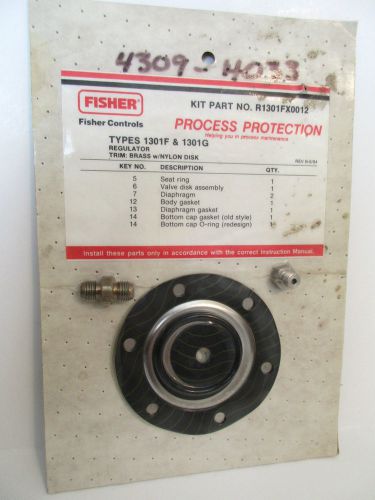 4309-4033
FISHER
KIT PART NO. R1301FX0012
Fisher Controls
PROCESS PROTECTION
Helping you in process maintenance
TYPES 1301F & 1301G
REGULATOR
TRIM: BRASS w/NYLON DISK
KEY NO. DESCRIPTION QTY.
5 Seat ring 1
6 Valve disk assembly 1
7 Diaphragm 2
12 Body gasket 1
13 Diaphragm gasket 1
14 Bottom cap gasket (old style) 1
14 Bottom cap O-ring (redesign) 1
Install these parts only in accordance with the correct instruction Manual.